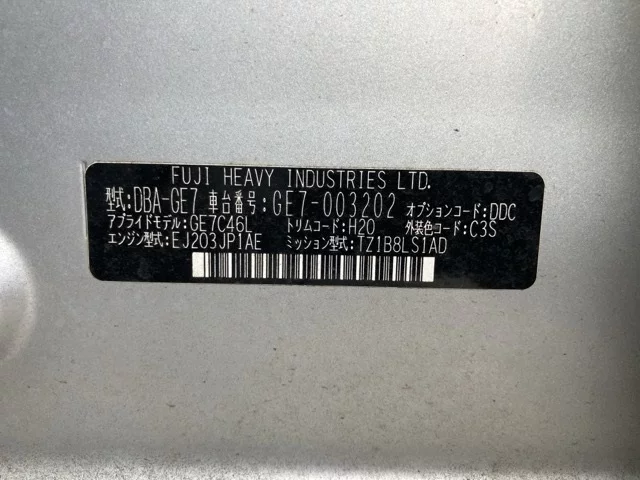 FUJI HEAVY INDUSTRIES LTD.
型式:DBA-GE7 車台番号:GE7-003202 オプションコード:DDC
アプライドモデル:GE7C46L トリムコード:H20 外装色コード:C3S
エンジン型式:EJ203JP1AE ミッション型式:TZ1B8LS1AD